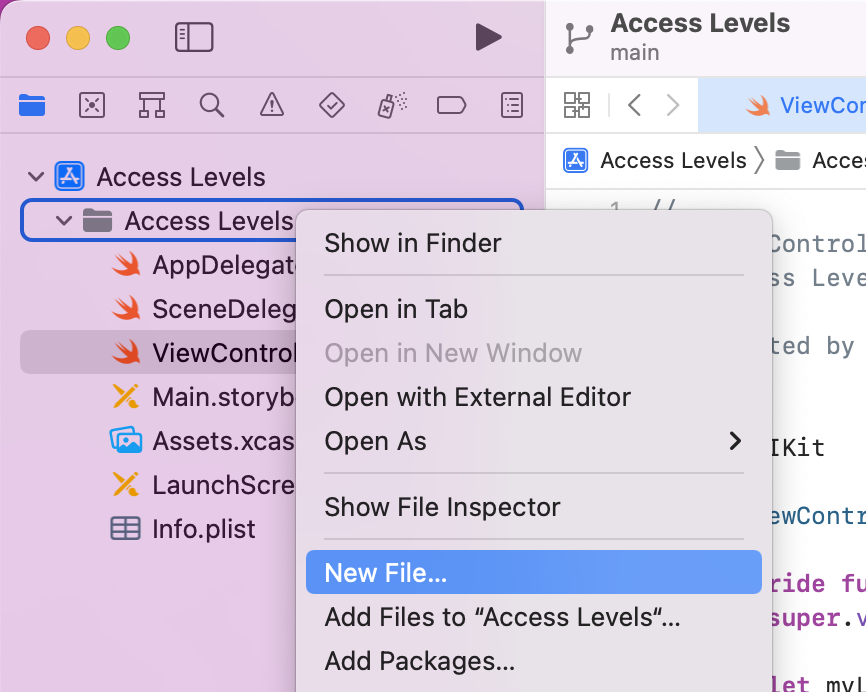 Access Levels
main
ViewCor
Access Levels
Acces
Access Levels
Access Levels
AppDelegate
SceneDeleg
ViewControl
Main.storyb
Assets.xcas
LaunchScre
Info.plist
Show in Finder
Open in Tab
Open in New Window
Open with External Editor
Open As
Show File Inspector
New File...
Add Files to “Access Levels“...
Add Packages...
1 //
Control
ss Leve
ted by
IKit
ewContr
ride fu
super.v
let myL